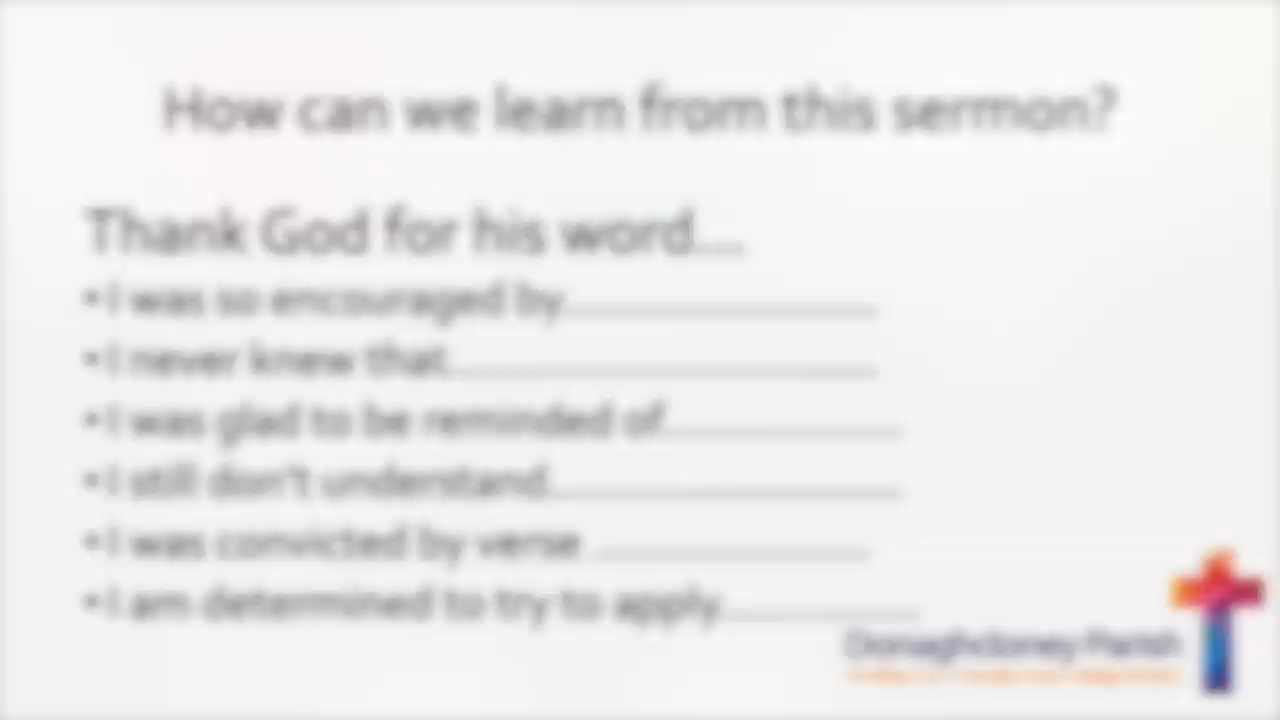 How can we learn from this sermon?
Thank God for his word....
• I was so encouraged by..............................
• I never knew that.........................................
• I was glad to be reminded of.......................
• I still don't understand..................................
• I was convicted by verse ..........................
• I am determined to try to apply...................
Donaghcloney Parish